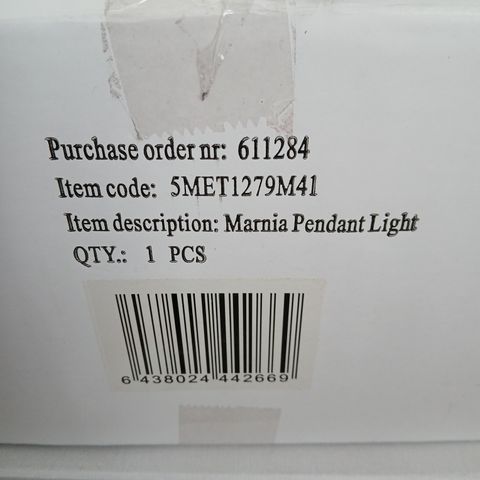 Purchase order nr: 611284
Item code: 5MET1279M41
Item description: Marnia Pendant Light
QTY.: 1 PCS
6 438024 442669